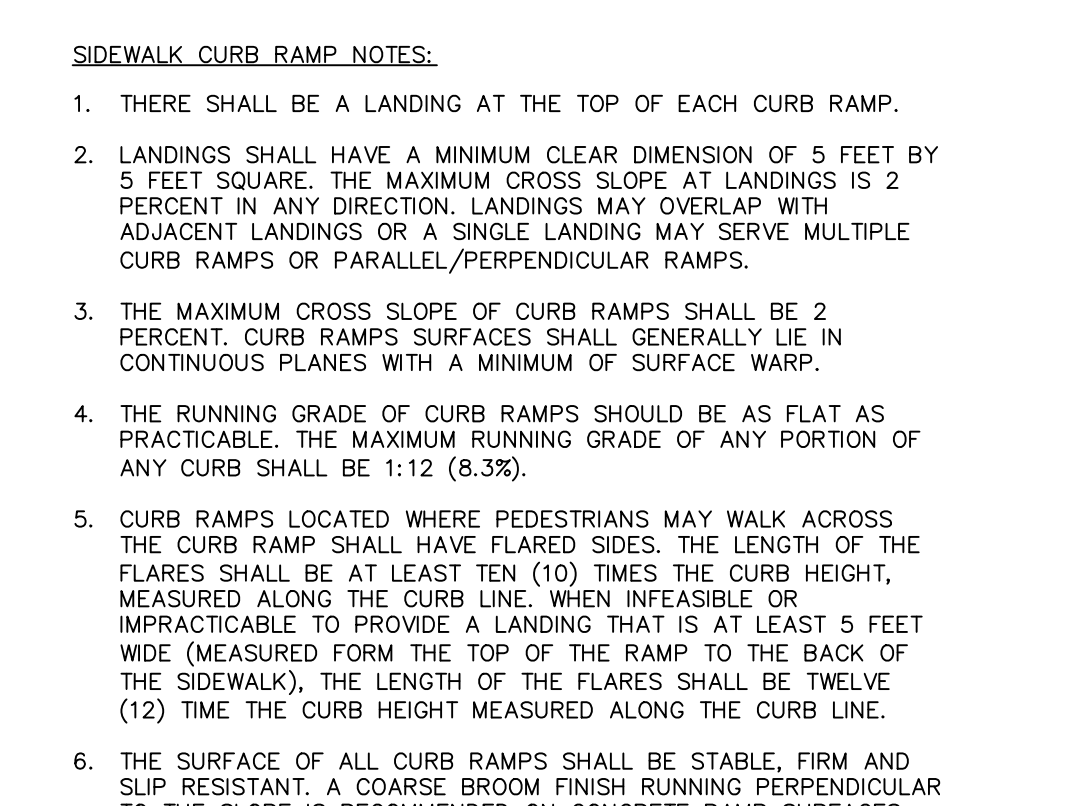 SIDEWALK CURB RAMP NOTES:
1. THERE SHALL BE A LANDING AT THE TOP OF EACH CURB RAMP.
2. LANDINGS SHALL HAVE A MINIMUM CLEAR DIMENSION OF 5 FEET BY
5 FEET SQUARE. THE MAXIMUM CROSS SLOPE AT LANDINGS IS 2
PERCENT IN ANY DIRECTION. LANDINGS MAY OVERLAP WITH
ADJACENT LANDINGS OR A SINGLE LANDING MAY SERVE MULTIPLE
CURB RAMPS OR PARALLEL/PERPENDICULAR RAMPS.
3. THE MAXIMUM CROSS SLOPE OF CURB RAMPS SHALL BE 2
PERCENT. CURB RAMPS SURFACES SHALL GENERALLY LIE IN
CONTINUOUS PLANES WITH A MINIMUM OF SURFACE WARP.
4. THE RUNNING GRADE OF CURB RAMPS SHOULD BE AS FLAT AS
PRACTICABLE. THE MAXIMUM RUNNING GRADE OF ANY PORTION OF
ANY CURB SHALL BE 1:12 (8.3%).
5. CURB RAMPS LOCATED WHERE PEDESTRIANS MAY WALK ACROSS
THE CURB RAMP SHALL HAVE FLARED SIDES. THE LENGTH OF THE
FLARES SHALL BE AT LEAST TEN (10) TIMES THE CURB HEIGHT,
MEASURED ALONG THE CURB LINE. WHEN INFEASIBLE OR
IMPRACTICABLE TO PROVIDE A LANDING THAT IS AT LEAST 5 FEET
WIDE (MEASURED FORM THE TOP OF THE RAMP TO THE BACK OF
THE SIDEWALK), THE LENGTH OF THE FLARES SHALL BE TWELVE
(12) TIME THE CURB HEIGHT MEASURED ALONG THE CURB LINE.
6. THE SURFACE OF ALL CURB RAMPS SHALL BE STABLE, FIRM AND
SLIP RESISTANT. A COARSE BROOM FINISH RUNNING PERPENDICULAR
TO THE SLOPE IS RECOMMENDED ON CONCRETE RAMP SURFACES